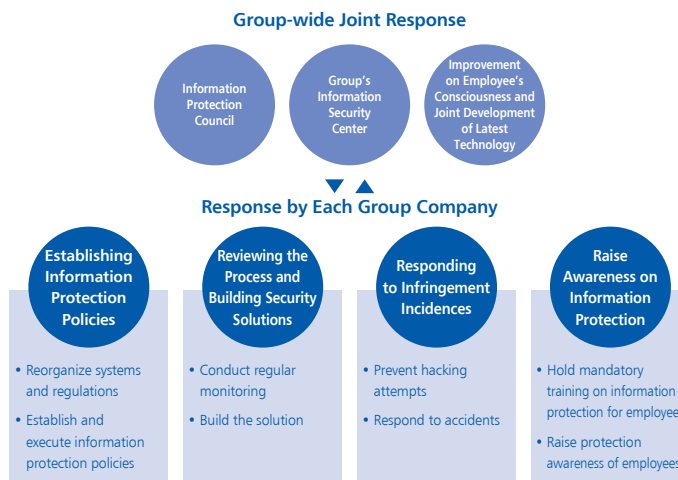 Group-wide Joint Response
Information
Protection
Council
Group's
Information
Security
Center
Improvement
on Employee's
Consciousness and
Joint Development
of Latest
Technology
Response by Each Group Company
Establishing
Information
Protection
Policies
• Reorganize systems
and regulations
• Establish and
execute information
protection policies
Reviewing the
Process and
Building Security
Solutions
• Conduct regular
monitoring
• Build the solution
Responding
to Infringement
Incidences
• Prevent hacking
attempts
• Respond to accidents
Raise
Awareness on
Information
Protection
• Hold mandatory
training on information
protection for employee
• Raise protection
awareness of employees